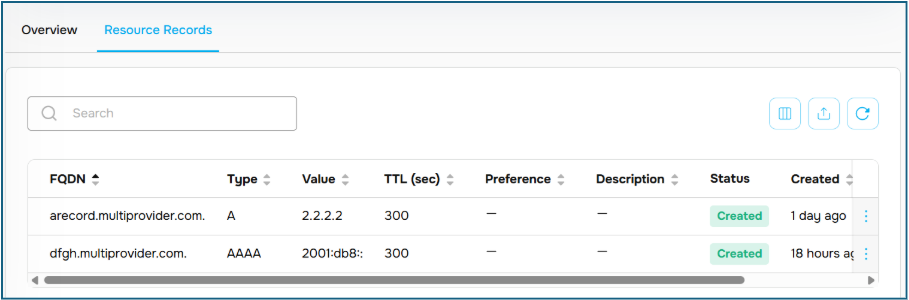 Overview Resource Records
Search
FQDN Type Value TTL (sec) Preference Description Status Created
arecord.multiprovider.com. A 2.2.2.2 300 — — Created 1 day ago
dfgh.multiprovider.com. AAAA 2001:db8:: 300 — — Created 18 hours